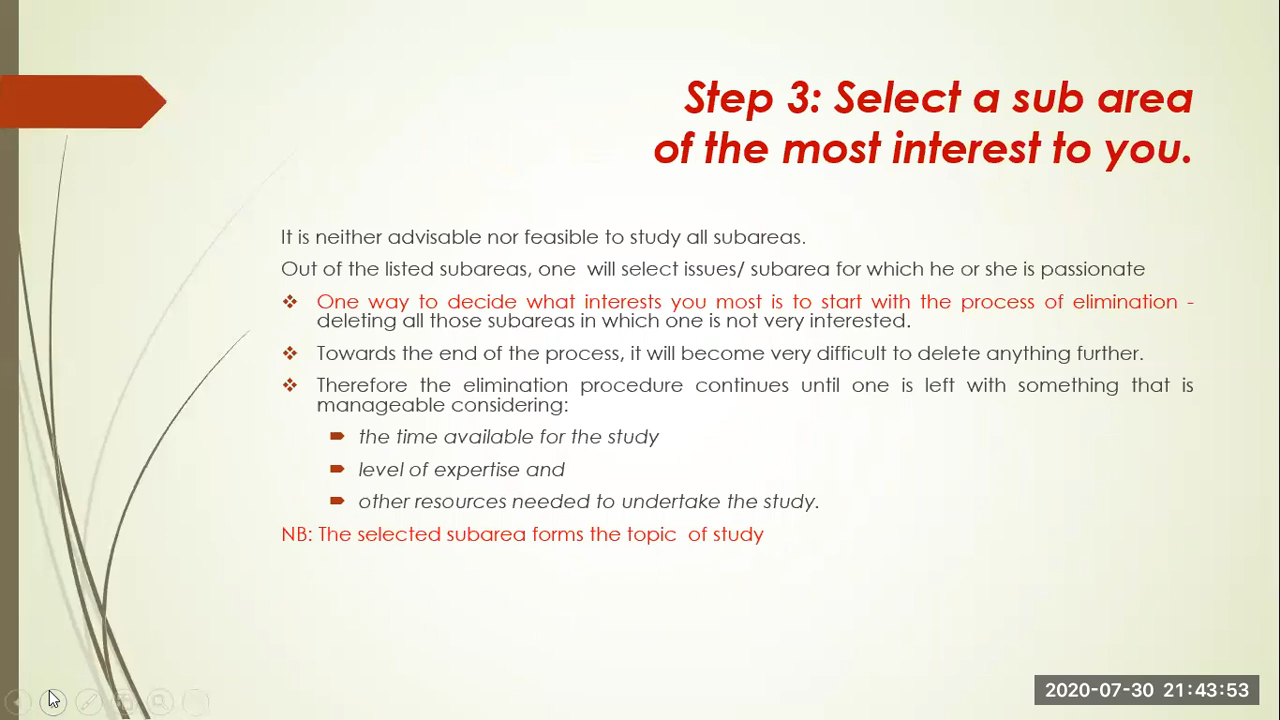 Step 3: Select a sub area
of the most interest to you.
It is neither advisable nor feasible to study all subareas.
Out of the listed subareas, one will select issues/ subarea for which he or she is passionate
One way to decide what interests you most is to start with the process of elimination -
deleting all those subareas in which one is not very interested.
Towards the end of the process, it will become very difficult to delete anything further.
Therefore the elimination procedure continues until one is left with something that is
manageable considering:
the time available for the study
level of expertise and
other resources needed to undertake the study.
NB: The selected subarea forms the topic of study
2020-07-30 21:43:53